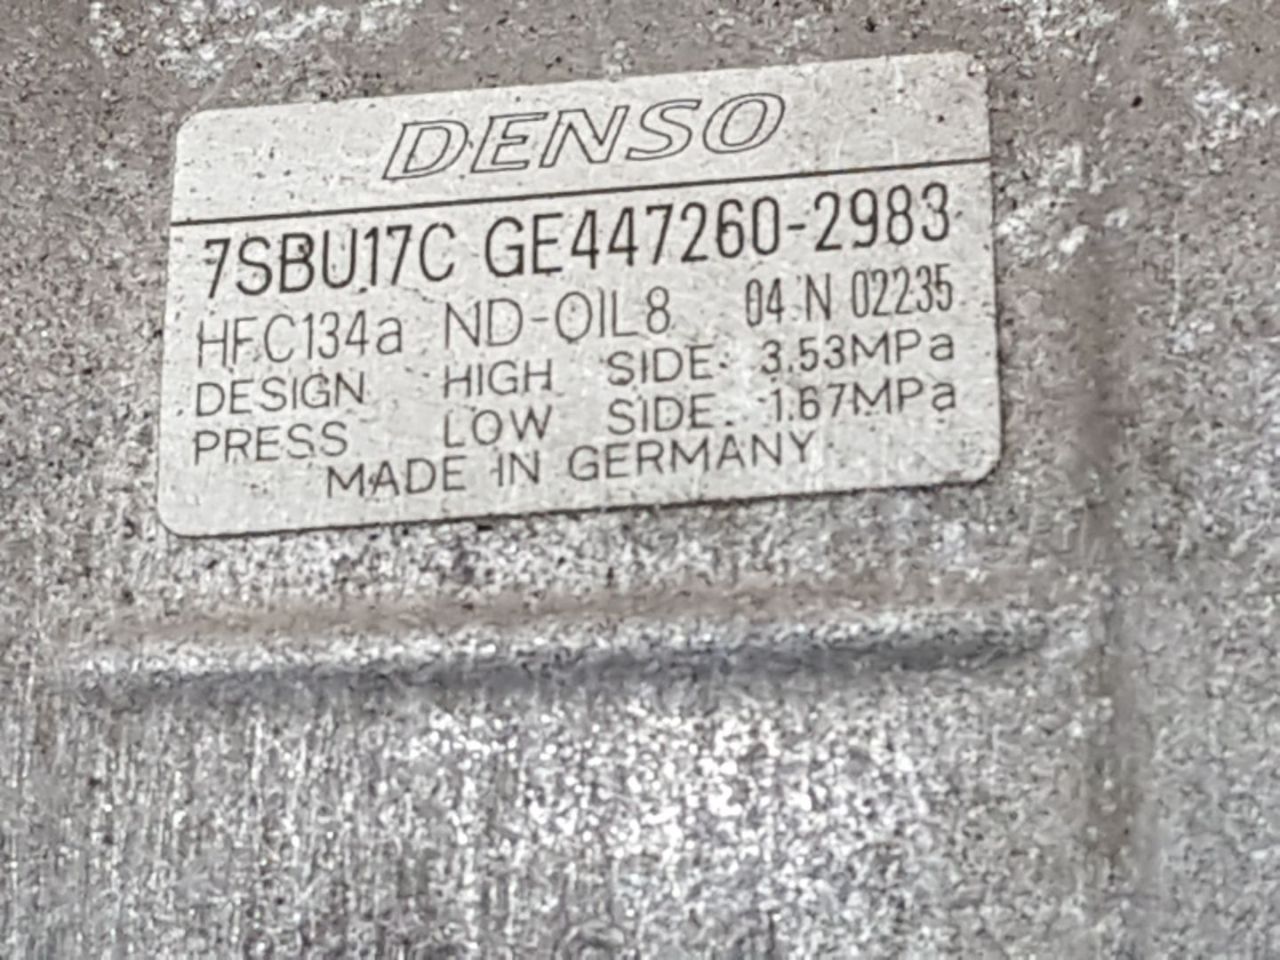 DENSO
7SBU17C GE447260-2983
HFC134a ND-OIL8 04 N 02235
DESIGN HIGH SIDE 3.53MPa
PRESS LOW SIDE 1.67MPa
MADE IN GERMANY